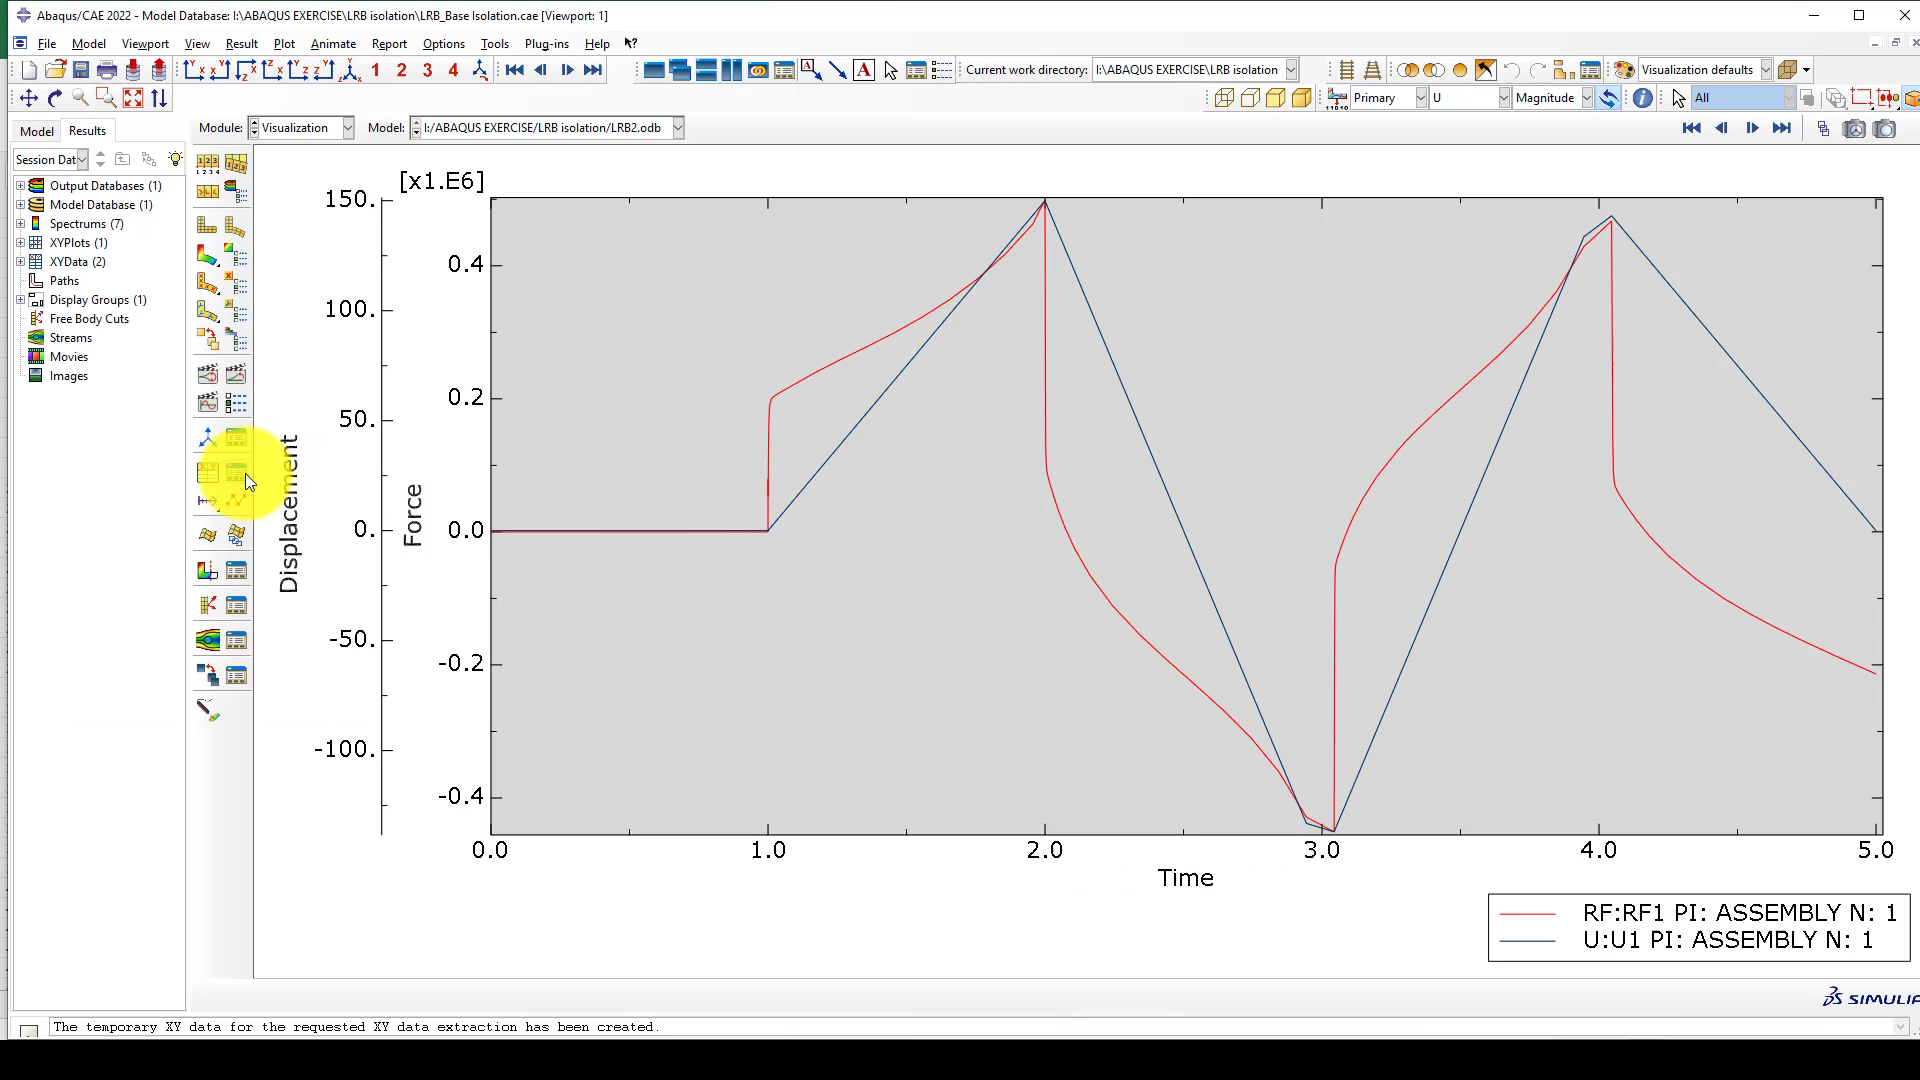 Abaqus/CAE 2022 - Model Database: I:\ABAQUS EXERCISE\LRB isolation\LRB_Base Isolation.cae [Viewport: 1]
File Model Viewport View Result Plot Animate Report Options Tools Plug-ins Help
1 2 3 4
Current work directory: I:\ABAQUS EXERCISE\LRB isolation
Visualization defaults
Primary U Magnitude
All
Model Results
Module: Visualization Model: I:/ABAQUS EXERCISE/LRB isolation/LRB2.odb
Session Dat
Output Databases (1)
Model Database (1)
Spectrums (7)
XYPlots (1)
XYData (2)
Paths
Display Groups (1)
Free Body Cuts
Streams
Movies
Images
[x1.E6]
150.
100.
50.
0.
-50.
-100.
Displacement
0.4
0.2
0.0
-0.2
-0.4
Force
0.0 1.0 2.0 3.0 4.0 5.0
Time
RF:RF1 PI: ASSEMBLY N: 1
U:U1 PI: ASSEMBLY N: 1
SIMULIA
The temporary XY data for the requested XY data extraction has been created.